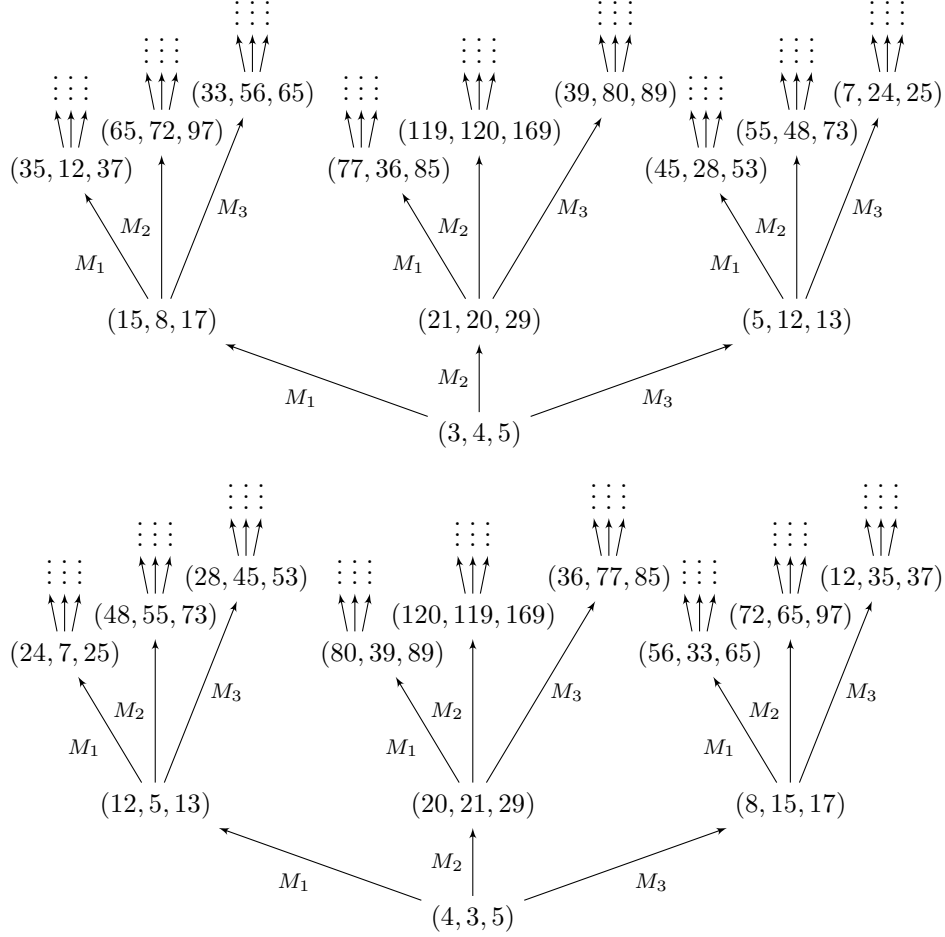 (33, 56, 65) (39, 80, 89) (7, 24, 25)
(65, 72, 97) (119, 120, 169) (55, 48, 73)
(35, 12, 37) (77, 36, 85) (45, 28, 53)
M₃ M₃ M₃
M₂ M₂ M₂
M₁ M₁ M₁
(15, 8, 17) (21, 20, 29) (5, 12, 13)
M₂
M₁ M₃
(3, 4, 5)
(28, 45, 53) (36, 77, 85) (12, 35, 37)
(48, 55, 73) (120, 119, 169) (72, 65, 97)
(24, 7, 25) (80, 39, 89) (56, 33, 65)
M₃ M₃ M₃
M₂ M₂ M₂
M₁ M₁ M₁
(12, 5, 13) (20, 21, 29) (8, 15, 17)
M₂
M₁ M₃
(4, 3, 5)